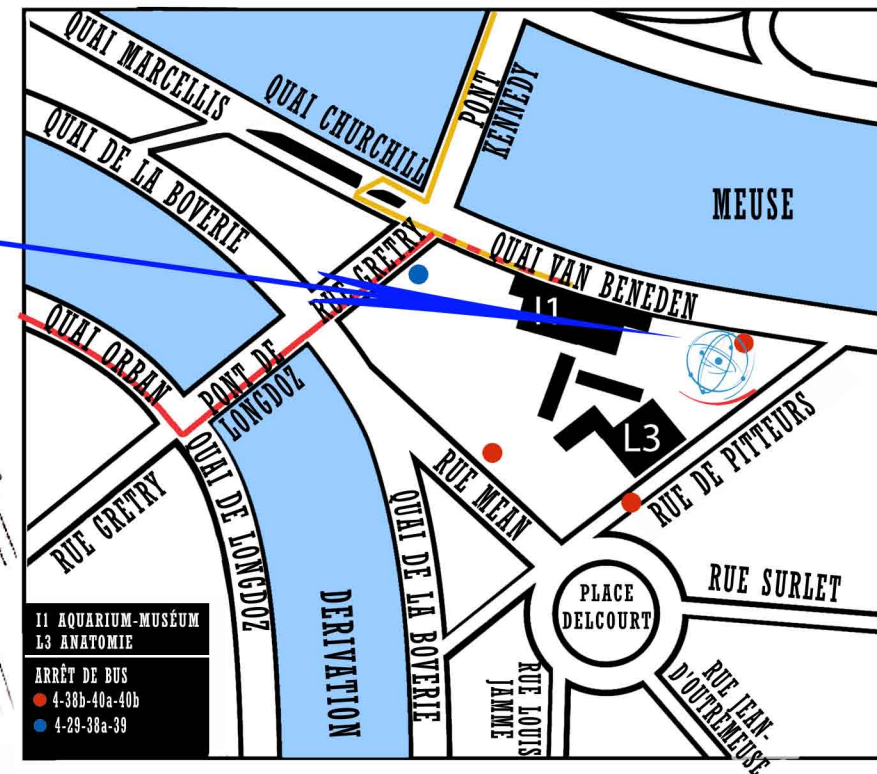 QUAI MARCELLIS
QUAI CHURCHILL
PONT
KENNEDY
QUAI DE LA BOVERIE
MEUSE
RUE GRETRY
QUAI VAN BENEDEN
I1
QUAI ORBAN
PONT DE
LONGDOZ
L3
RUE DE PITTEURS
RUE MEAN
RUE GRETRY
QUAI DE LONGDOZ
QUAI DE LA BOVERIE
DERIVATION
PLACE
DELCOURT
RUE SURLET
RUE LOUIS
JAMME
RUE JEAN-
D'OUTREMEUSE
I1 AQUARIUM-MUSÉUM
L3 ANATOMIE
ARRÊT DE BUS
4-38b-40a-40b
4-29-38a-39